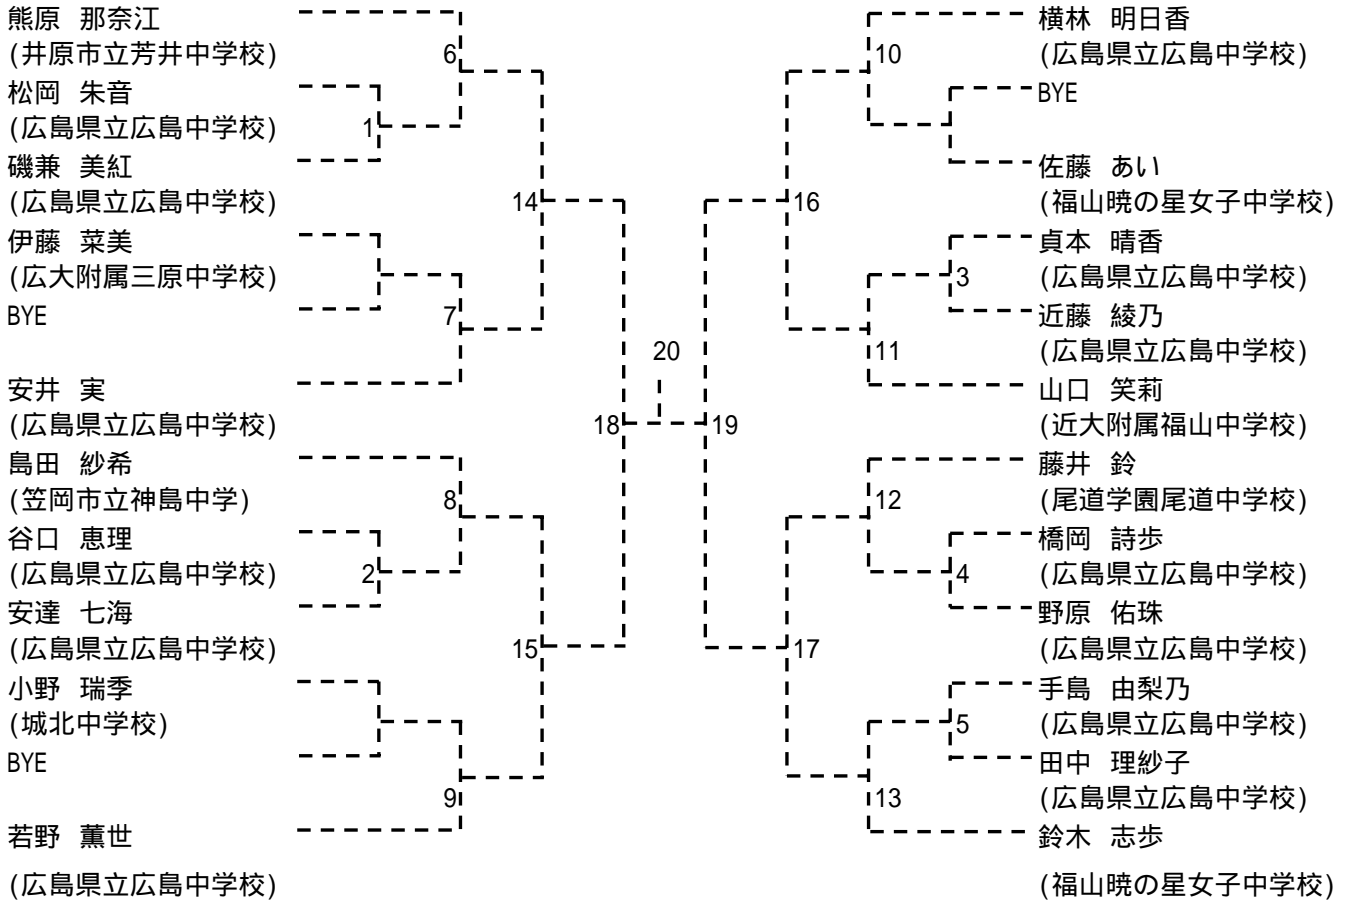 熊原 那奈江
(井原市立芳井中学校)
松岡 朱音
(広島県立広島中学校)
磯兼 美紅
(広島県立広島中学校)
伊藤 菜美
(広大附属三原中学校)
BYE
安井 実
(広島県立広島中学校)
島田 紗希
(笠岡市立神島中学)
谷口 恵理
(広島県立広島中学校)
安達 七海
(広島県立広島中学校)
小野 瑞季
(城北中学校)
BYE
若野 薫世
(広島県立広島中学校)
6
1
14
7
18
8
2
15
9
20
10
16
3
11
19
12
4
17
5
13
横林 明日香
(広島県立広島中学校)
BYE
佐藤 あい
(福山暁の星女子中学校)
貞本 晴香
(広島県立広島中学校)
近藤 綾乃
(広島県立広島中学校)
山口 笑莉
(近大附属福山中学校)
藤井 鈴
(尾道学園尾道中学校)
橋岡 詩歩
(広島県立広島中学校)
野原 佑珠
(広島県立広島中学校)
手島 由梨乃
(広島県立広島中学校)
田中 理紗子
(広島県立広島中学校)
鈴木 志歩
(福山暁の星女子中学校)